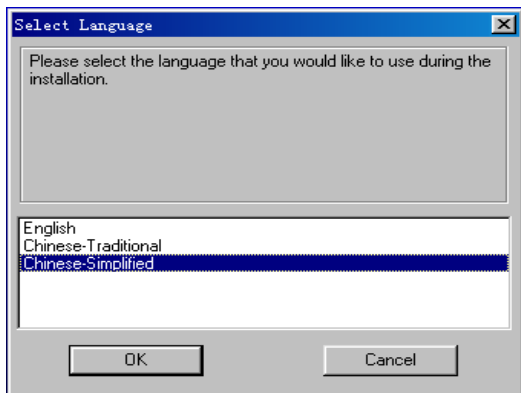 Select Language
Please select the language that you would like to use during the
installation.
English
Chinese-Traditional
Chinese-Simplified
OK
Cancel